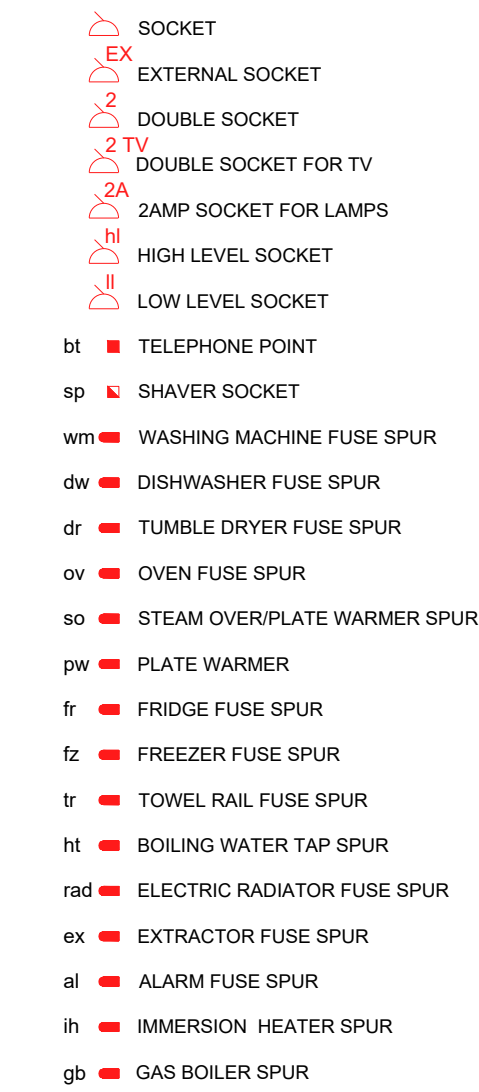 SOCKET
EX
EXTERNAL SOCKET
2
DOUBLE SOCKET
2 TV
DOUBLE SOCKET FOR TV
2A
2AMP SOCKET FOR LAMPS
hl
HIGH LEVEL SOCKET
ll
LOW LEVEL SOCKET
bt TELEPHONE POINT
sp SHAVER SOCKET
wm WASHING MACHINE FUSE SPUR
dw DISHWASHER FUSE SPUR
dr TUMBLE DRYER FUSE SPUR
ov OVEN FUSE SPUR
so STEAM OVER/PLATE WARMER SPUR
pw PLATE WARMER
fr FRIDGE FUSE SPUR
fz FREEZER FUSE SPUR
tr TOWEL RAIL FUSE SPUR
ht BOILING WATER TAP SPUR
rad ELECTRIC RADIATOR FUSE SPUR
ex EXTRACTOR FUSE SPUR
al ALARM FUSE SPUR
ih IMMERSION HEATER SPUR
gb GAS BOILER SPUR